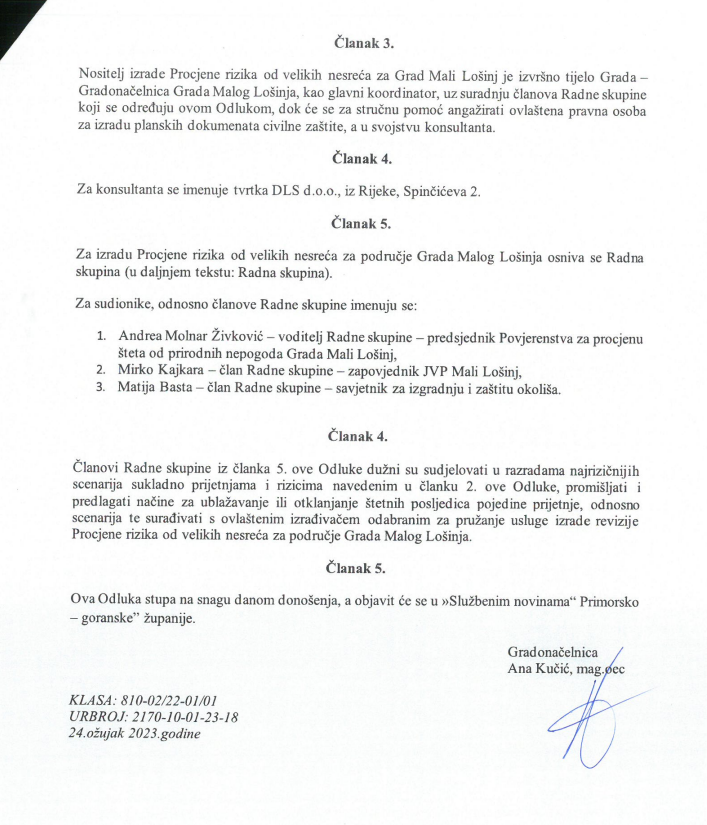 Članak 3.
Nositelj izrade Procjene rizika od velikih nesreća za Grad Mali Lošinj je izvršno tijelo Grada –
Gradonačelnica Grada Malog Lošinja, kao glavni koordinator, uz suradnju članova Radne skupine
koji se određuju ovom Odlukom, dok će se za stručnu pomoć angažirati ovlaštena pravna osoba
za izradu planskih dokumenata civilne zaštite, a u svojstvu konsultanta.
Članak 4.
Za konsultanta se imenuje tvrtka DLS d.o.o., iz Rijeke, Spinčićeva 2.
Članak 5.
Za izradu Procjene rizika od velikih nesreća za područje Grada Malog Lošinja osniva se Radna
skupina (u daljnjem tekstu: Radna skupina).
Za sudionike, odnosno članove Radne skupine imenuju se:
1. Andrea Molnar Živković – voditelj Radne skupine – predsjednik Povjerenstva za procjenu
šteta od prirodnih nepogoda Grada Mali Lošinj,
2. Mirko Kajkara – član Radne skupine – zapovjednik JVP Mali Lošinj,
3. Matija Basta – član Radne skupine – savjetnik za izgradnju i zaštitu okoliša.
Članak 4.
Članovi Radne skupine iz članka 5. ove Odluke dužni su sudjelovati u razradama najrizičnijih
scenarija sukladno prijetnjama i rizicima navedenim u članku 2. ove Odluke, promišljati i
predlagati načine za ublažavanje ili otklanjanje štetnih posljedica pojedine prijetnje, odnosno
scenarija te surađivati s ovlaštenim izrađivačem odabranim za pružanje usluge izrade revizije
Procjene rizika od velikih nesreća za područje Grada Malog Lošinja.
Članak 5.
Ova Odluka stupa na snagu danom donošenja, a objavit će se u »Službenim novinama“ Primorsko
– goranske” županije.
Gradonačelnica
Ana Kučić, mag.oec
KLASA: 810-02/22-01/01
URBROJ: 2170-10-01-23-18
24.ožujak 2023.godine